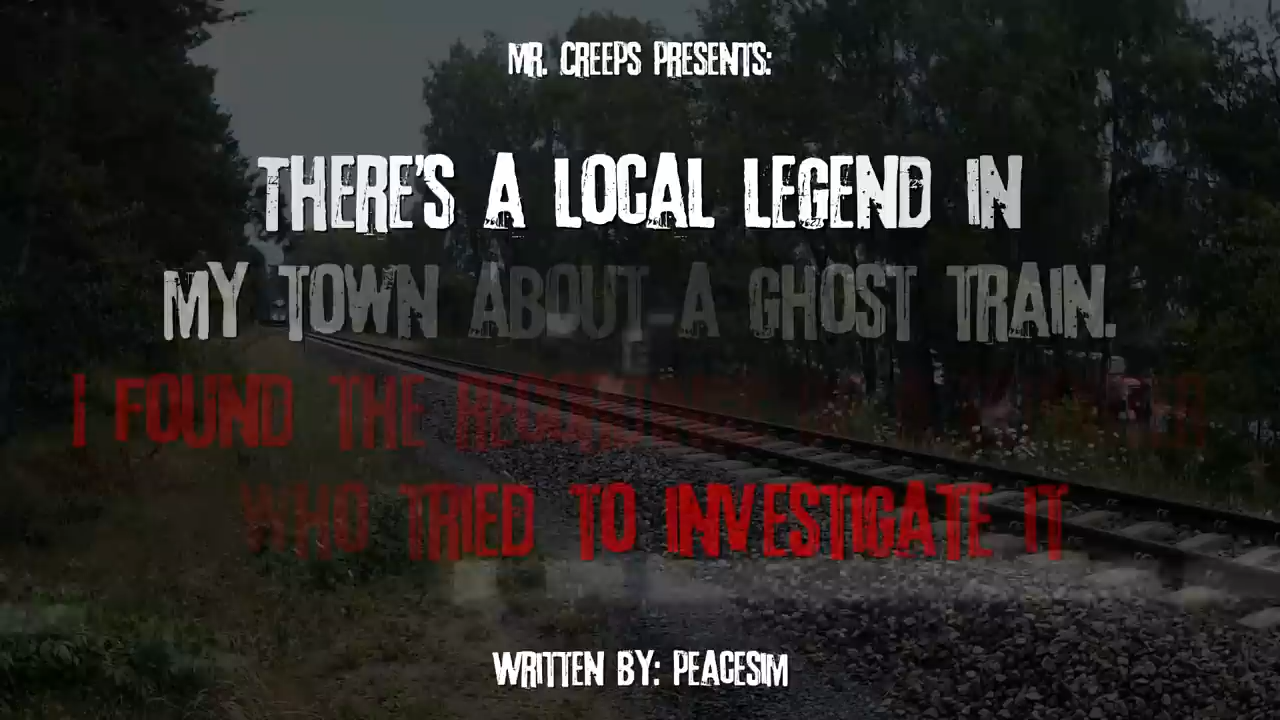 MR. CREEPS PRESENTS:
THERE'S A LOCAL LEGEND IN
MY TOWN ABOUT A GHOST TRAIN.
I FOUND THE
WHO TRIED TO INVESTIGATE IT
WRITTEN BY: PEACESIM